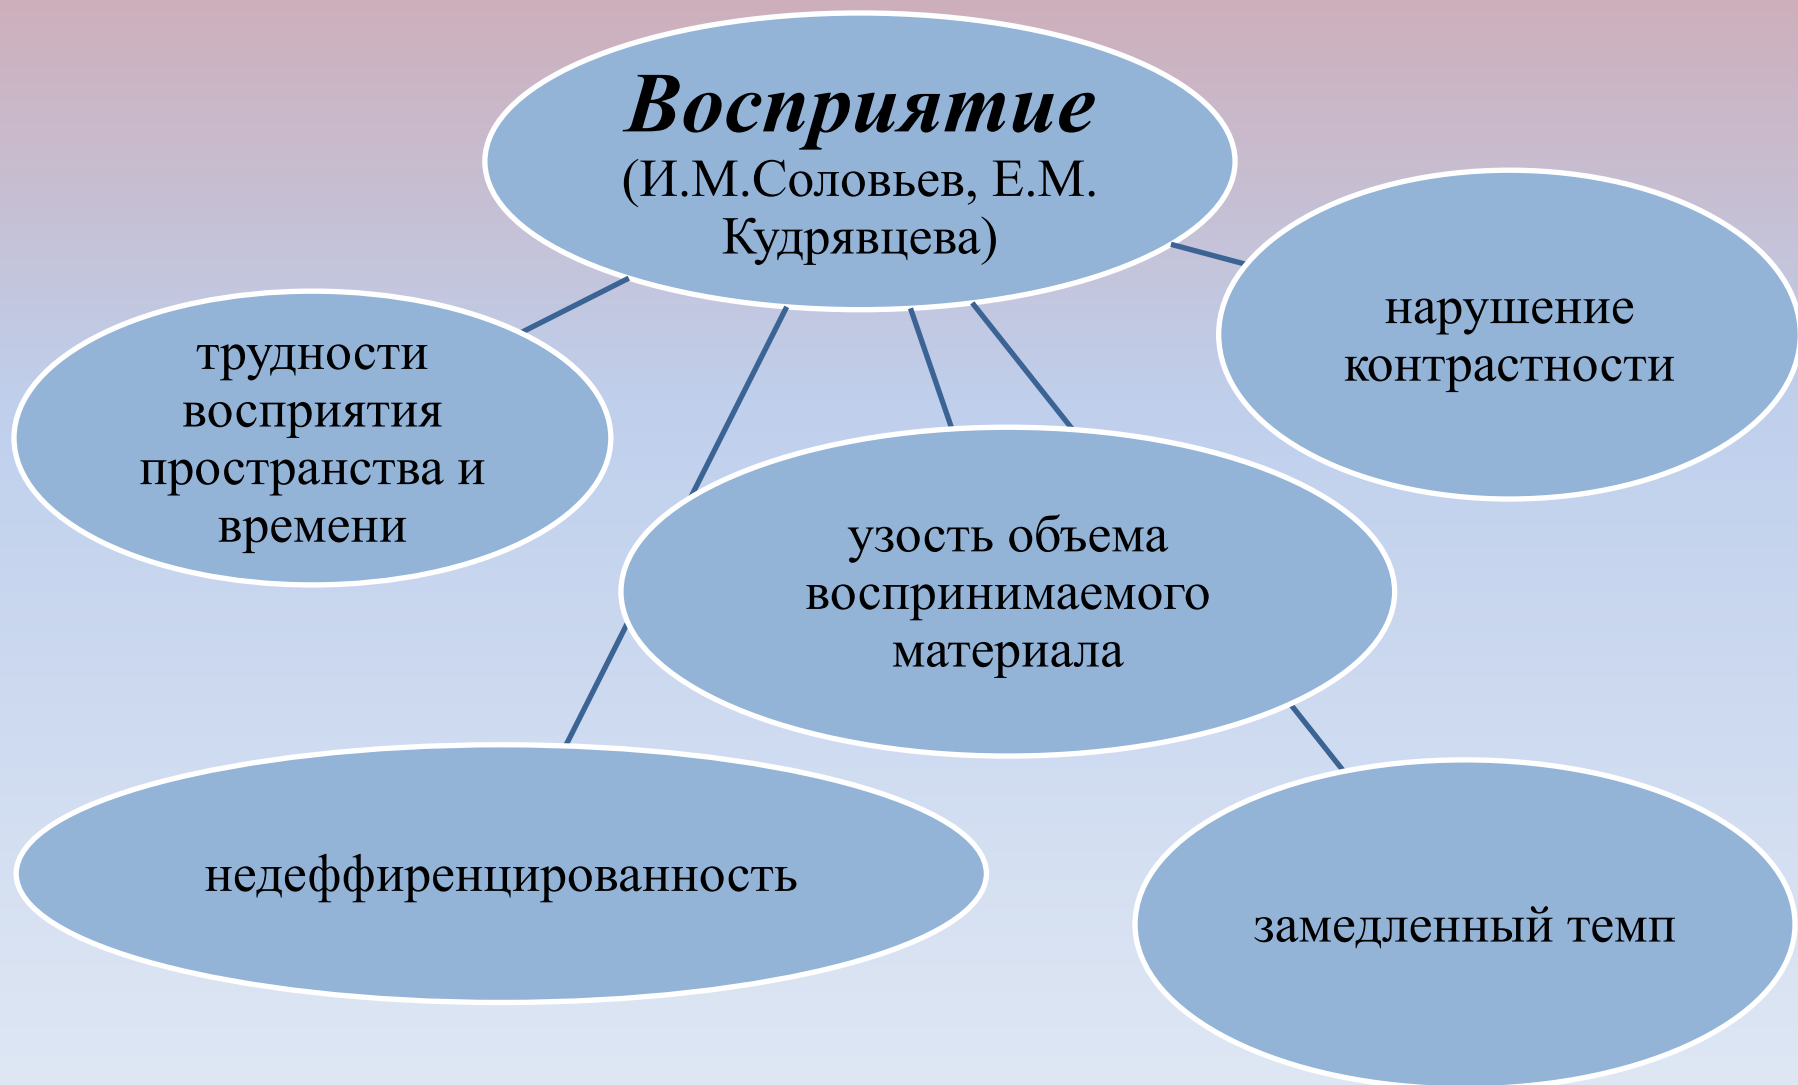 Восприятие
(И.М.Соловьев, Е.М.
Кудрявцева)
трудности
восприятия
пространства и
времени
нарушение
контрастности
узость объема
воспринимаемого
материала
недеффиренцированность
замедленный темп